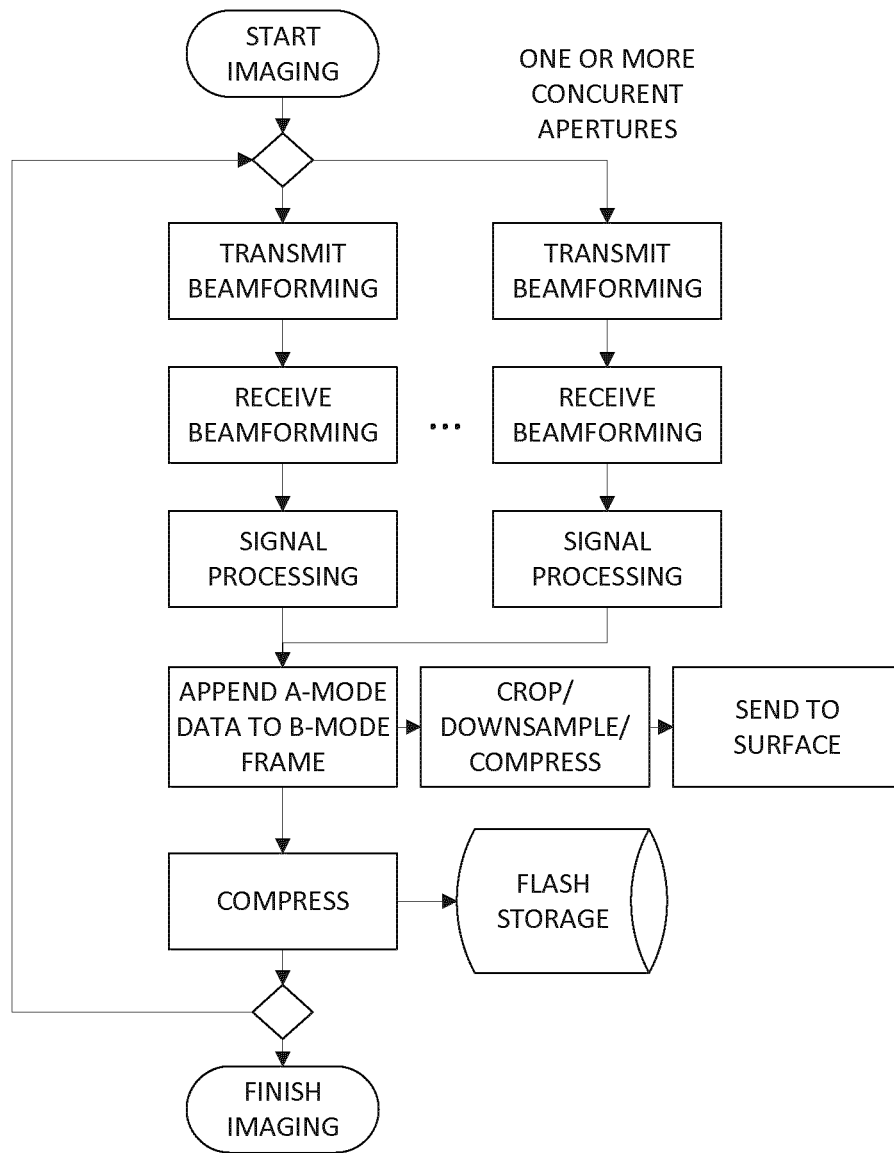 START
IMAGING
ONE OR MORE
CONCURENT
APERTURES
TRANSMIT
BEAMFORMING
TRANSMIT
BEAMFORMING
RECEIVE
BEAMFORMING
...
RECEIVE
BEAMFORMING
SIGNAL
PROCESSING
SIGNAL
PROCESSING
APPEND A-MODE
DATA TO B-MODE
FRAME
CROP/
DOWNSAMPLE/
COMPRESS
SEND TO
SURFACE
COMPRESS
FLASH
STORAGE
FINISH
IMAGING